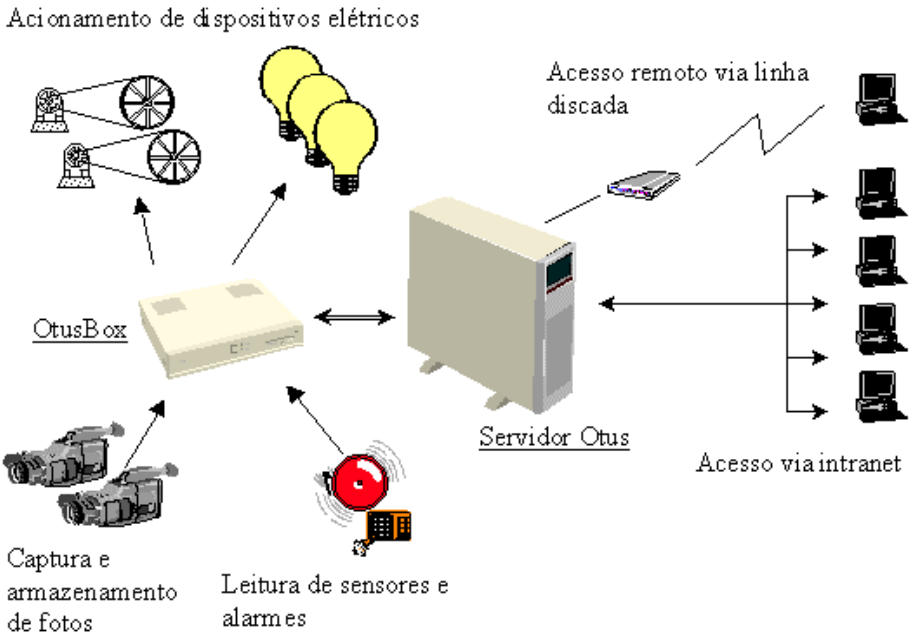 Acionamento de dispositivos elétricos
Acesso remoto via linha
discada
OtusBox
Servidor Otus
Acesso via intranet
Captura e
armazenamento
de fotos
Leitura de sensores e
alarmes